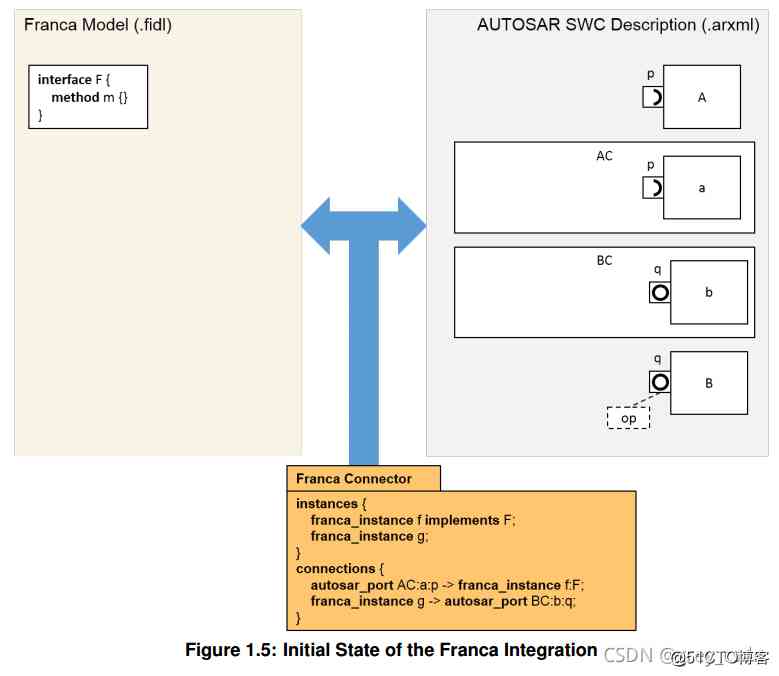 Franca Model (.fidl)
interface F {
method m {}
}
AUTOSAR SWC Description (.arxml)
p
A
AC
p
a
BC
q
b
q
B
op
Franca Connector
instances {
franca_instance f implements F;
franca_instance g;
}
connections {
autosar_port AC:a:p -> franca_instance f:F;
franca_instance g -> autosar_port BC:b:q;
}
Figure 1.5: Initial State of the Franca Integration
CSDN
@51CTO博客